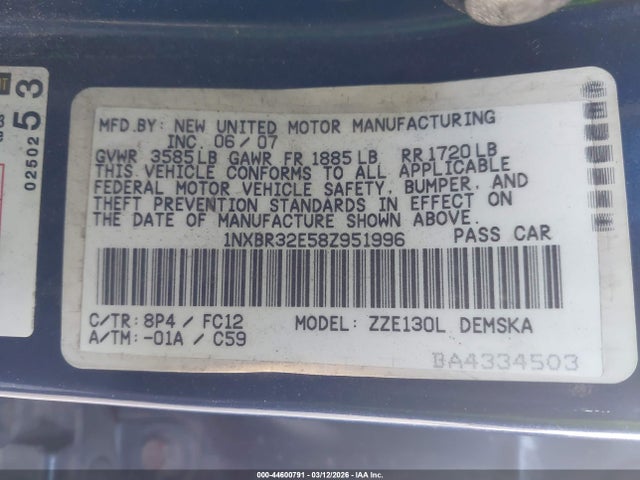 MFD.BY: NEW UNITED MOTOR MANUFACTURING
INC 06/07
GVWR 3585LB GAWR FR 1885LB RR1720LB
THIS VEHICLE CONFORMS TO ALL APPLICABLE
FEDERAL MOTOR VEHICLE SAFETY, BUMPER, AND
THEFT PREVENTION STANDARDS IN EFFECT ON
THE DATE OF MANUFACTURE SHOWN ABOVE.
1NXBR32E58Z951996 PASS CAR
C/TR: 8P4 / FC12 MODEL: ZZE130L DEMSKA
A/TM: -01A / C59
BA4334503
02502
53
000-44600791 - 03/12/2026 - IAA Inc.